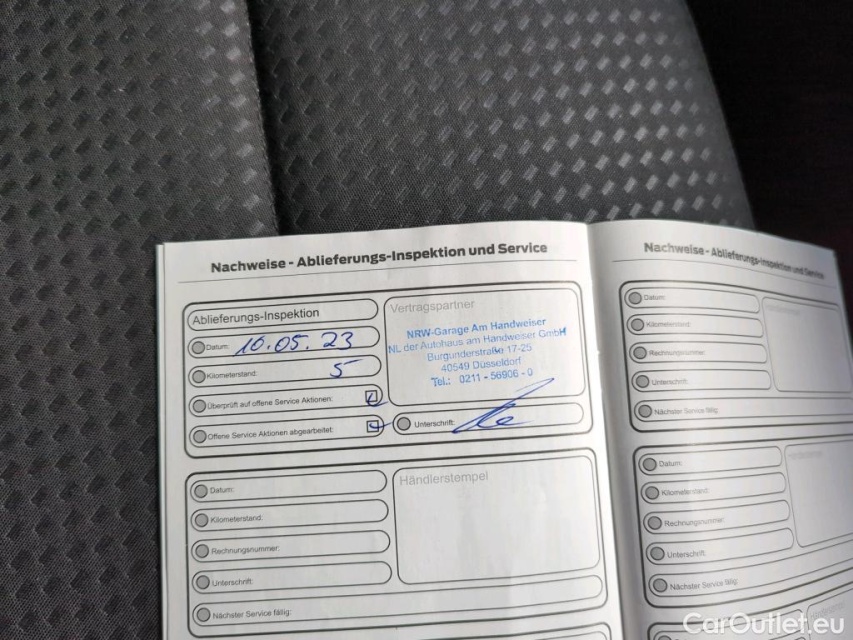 Nachweise - Ablieferungs-Inspektion und Service
Ablieferungs-Inspektion
Datum: 16.05.23
Kilometerstand: 5
Überprüft auf offene Service Aktionen:
Offene Service Aktionen abgearbeitet:
Vertragspartner
NRW-Garage Am Handweiser
NL der Autohaus am Handweiser GmbH
Burgunderstraße 17-25
40549 Düsseldorf
Tel.: 0211 - 56906 - 0
Unterschrift:
Datum:
Kilometerstand:
Rechnungsnummer:
Unterschrift:
Nächster Service fällig:
Händlerstempel
Nachweise - Ablieferungs-Inspektion und Service
Datum:
Kilometerstand:
Rechnungsnummer:
Unterschrift:
Nächster Service fällig:
Datum:
Kilometerstand:
Rechnungsnummer:
Unterschrift:
Nächster Service fällig:
CarOutlet.eu